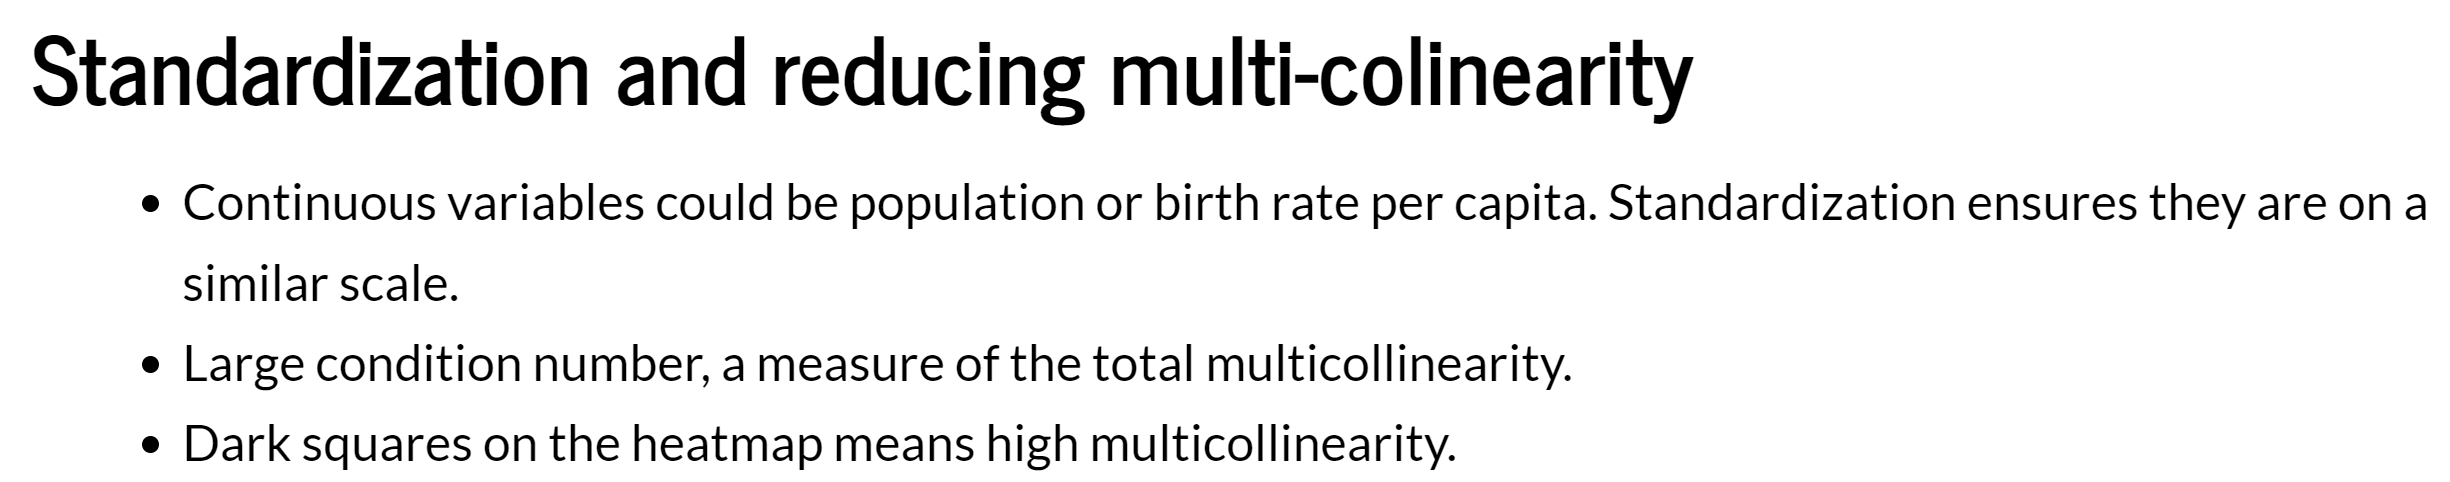 Standardization and reducing multi-colinearity
• Continuous variables could be population or birth rate per capita. Standardization ensures they are on a
similar scale.
• Large condition number, a measure of the total multicollinearity.
• Dark squares on the heatmap means high multicollinearity.